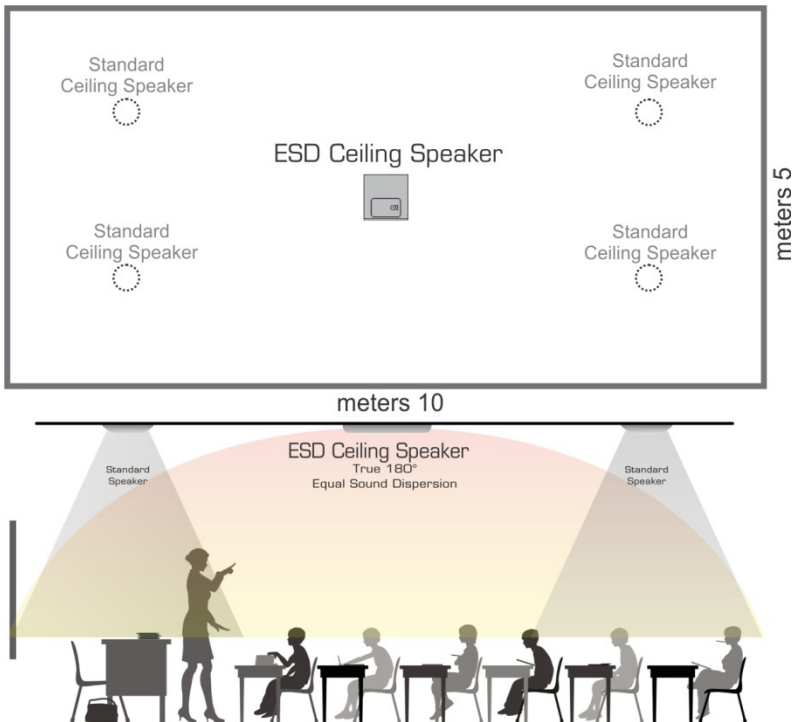 Standard
Ceiling Speaker
Standard
Ceiling Speaker
ESD Ceiling Speaker
Standard
Ceiling Speaker
Standard
Ceiling Speaker
meters 5
meters 10
ESD Ceiling Speaker
True 180°
Equal Sound Dispersion
Standard
Speaker
Standard
Speaker